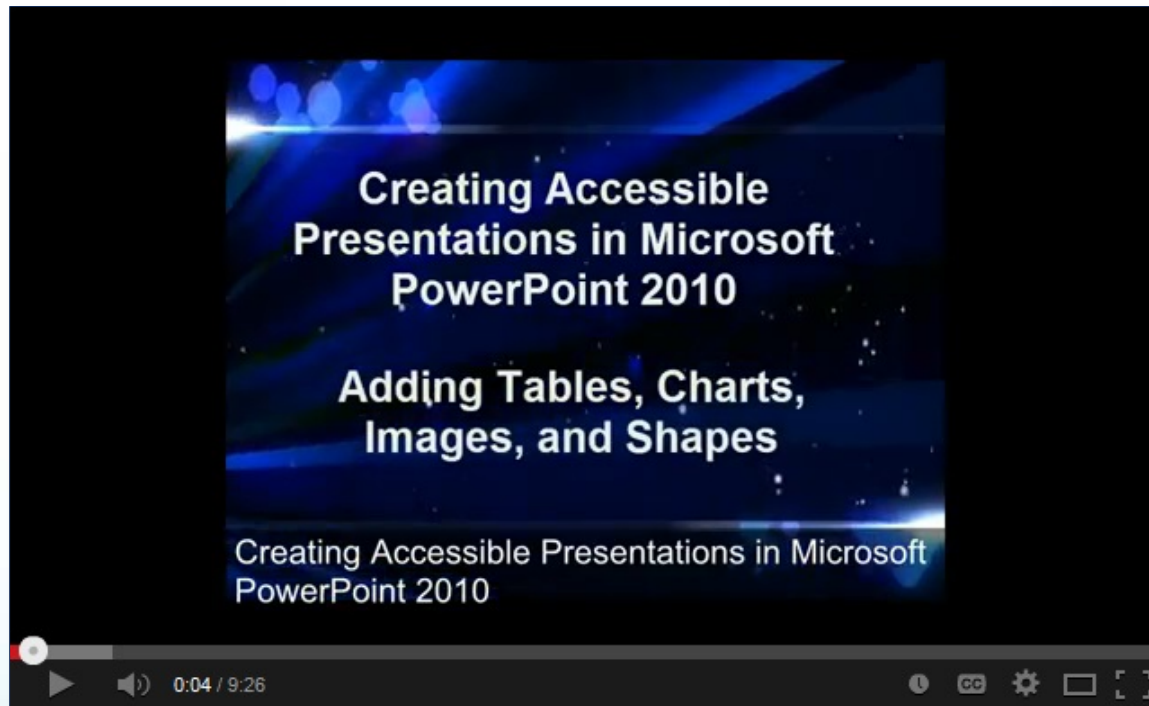 Creating Accessible
Presentations in Microsoft
PowerPoint 2010
Adding Tables, Charts,
Images, and Shapes
Creating Accessible Presentations in Microsoft
PowerPoint 2010
0:04 / 9:26
CC